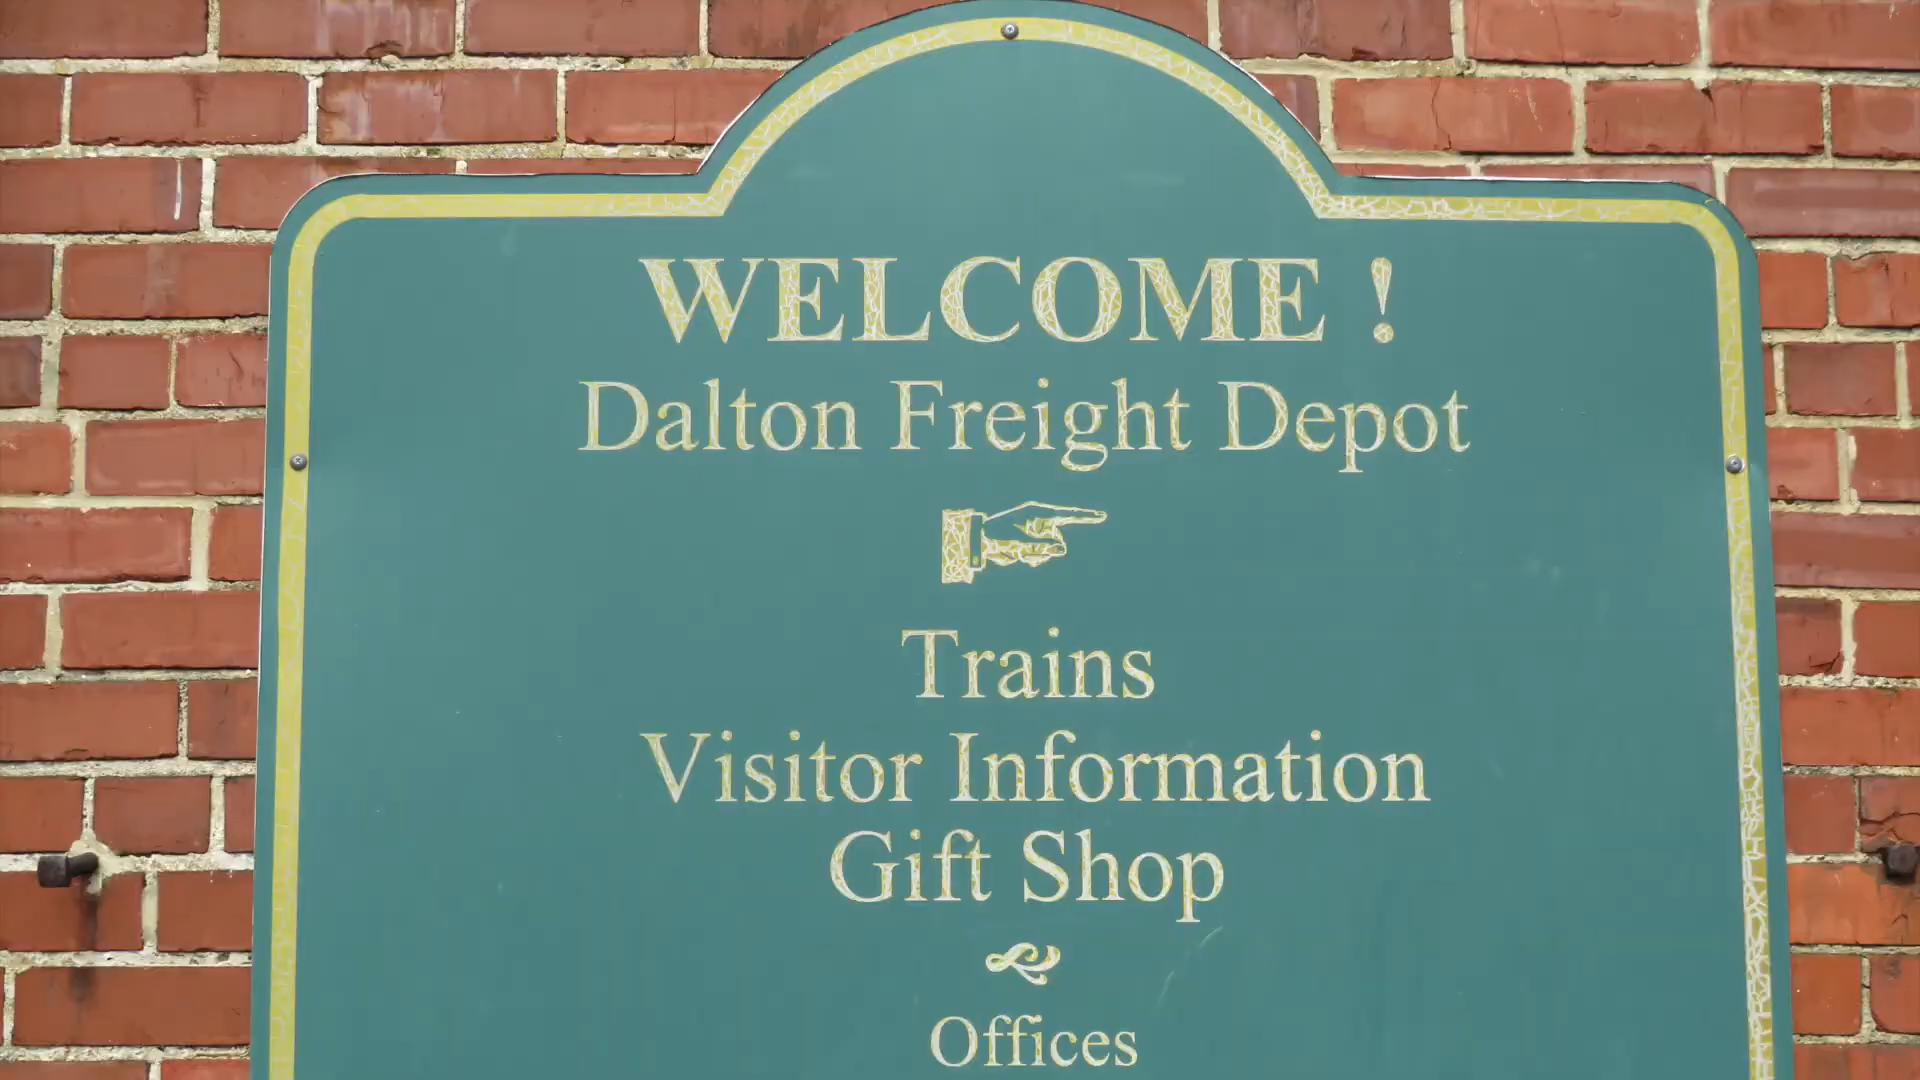 WELCOME !
Dalton Freight Depot
Trains
Visitor Information
Gift Shop
Offices